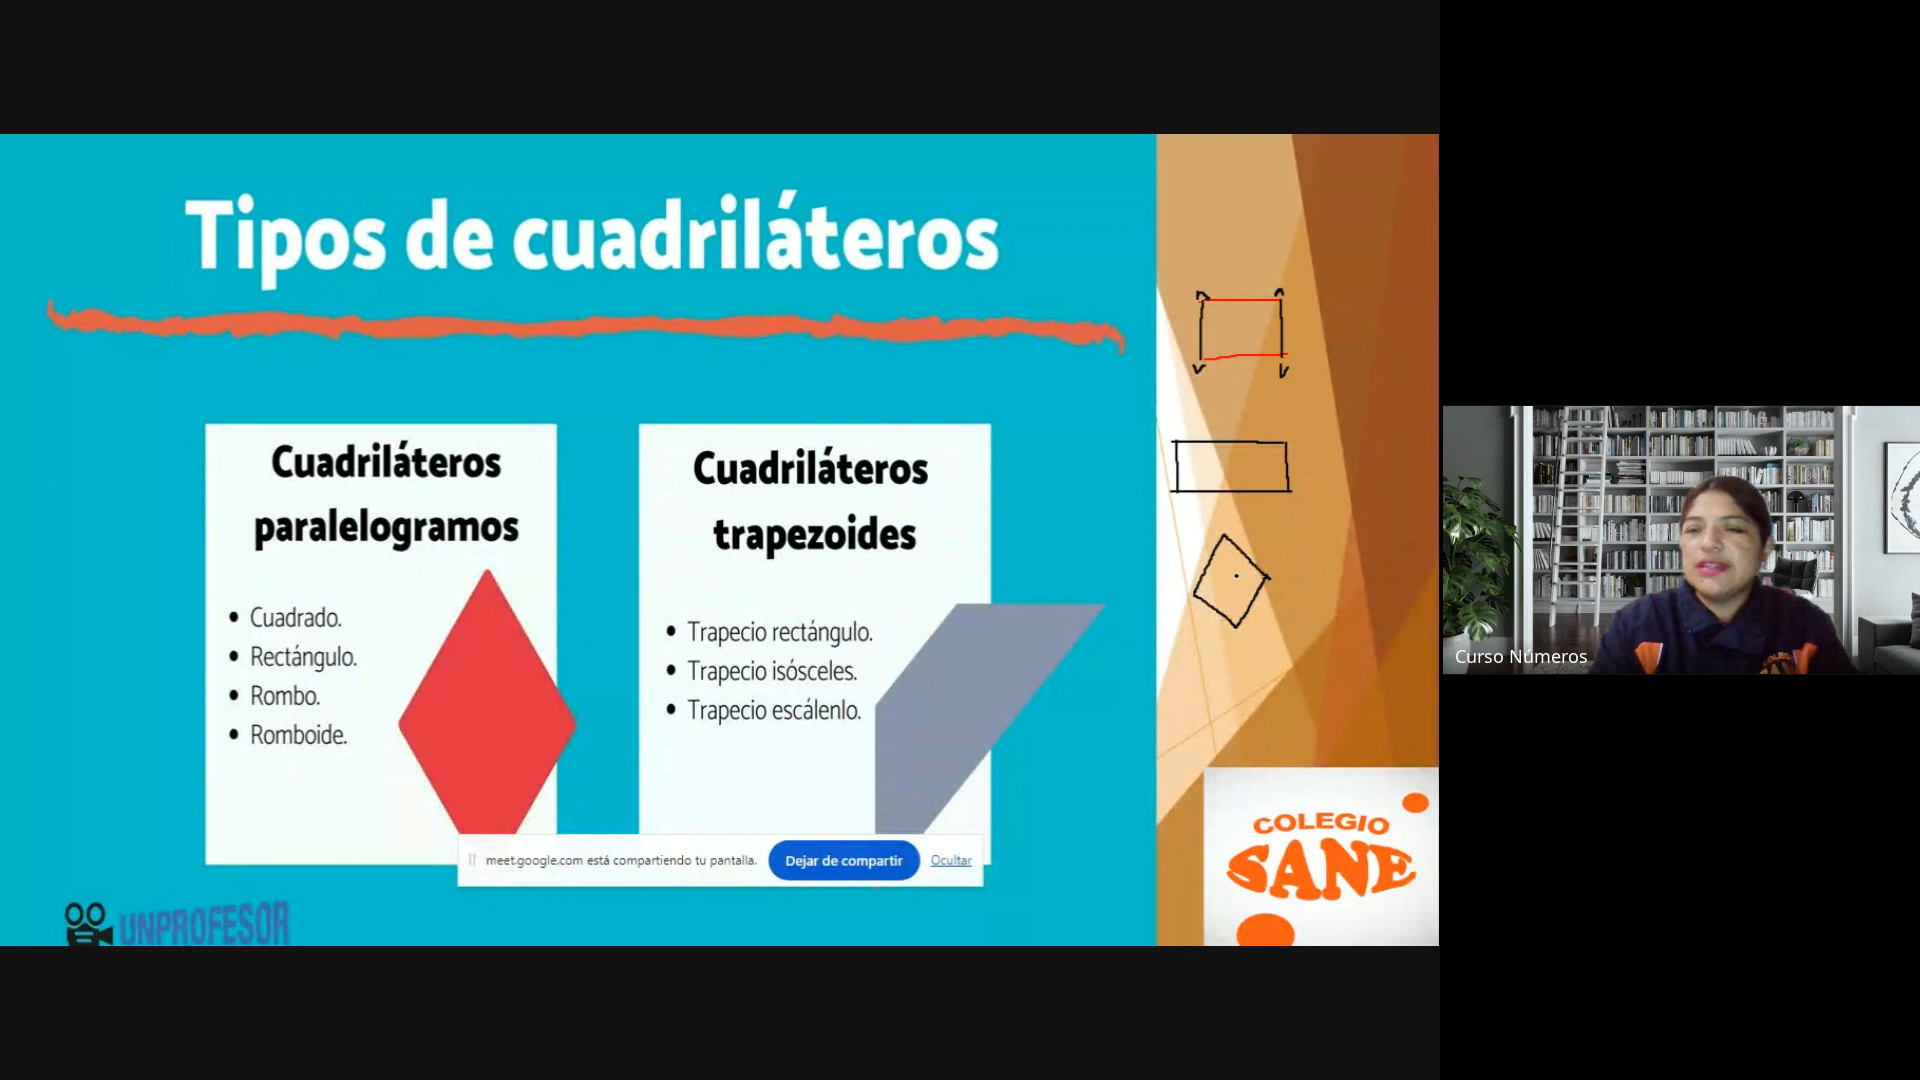 Tipos de cuadriláteros
Cuadriláteros
paralelogramos
• Cuadrado.
• Rectángulo.
• Rombo.
• Romboide.
Cuadriláteros
trapezoides
• Trapecio rectángulo.
• Trapecio isósceles.
• Trapecio escálenlo.
meet.google.com está compartiendo tu pantalla.
Dejar de compartir
Ocultar
UNPROFESOR
COLEGIO
SANE
Curso Números